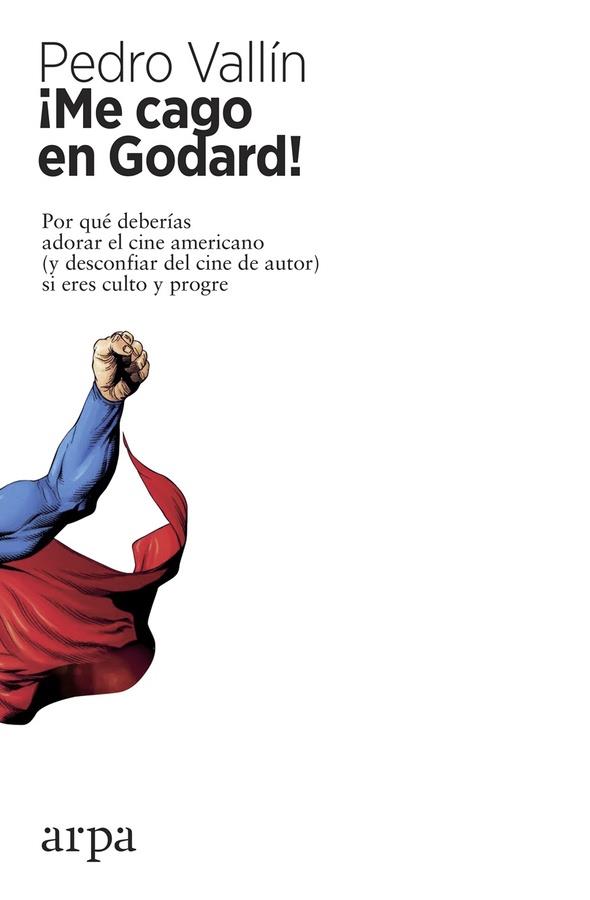 Pedro Vallín
¡Me cago
en Godard!
Por qué deberías
adorar el cine americano
(y desconfiar del cine de autor)
si eres culto y progre
arpa